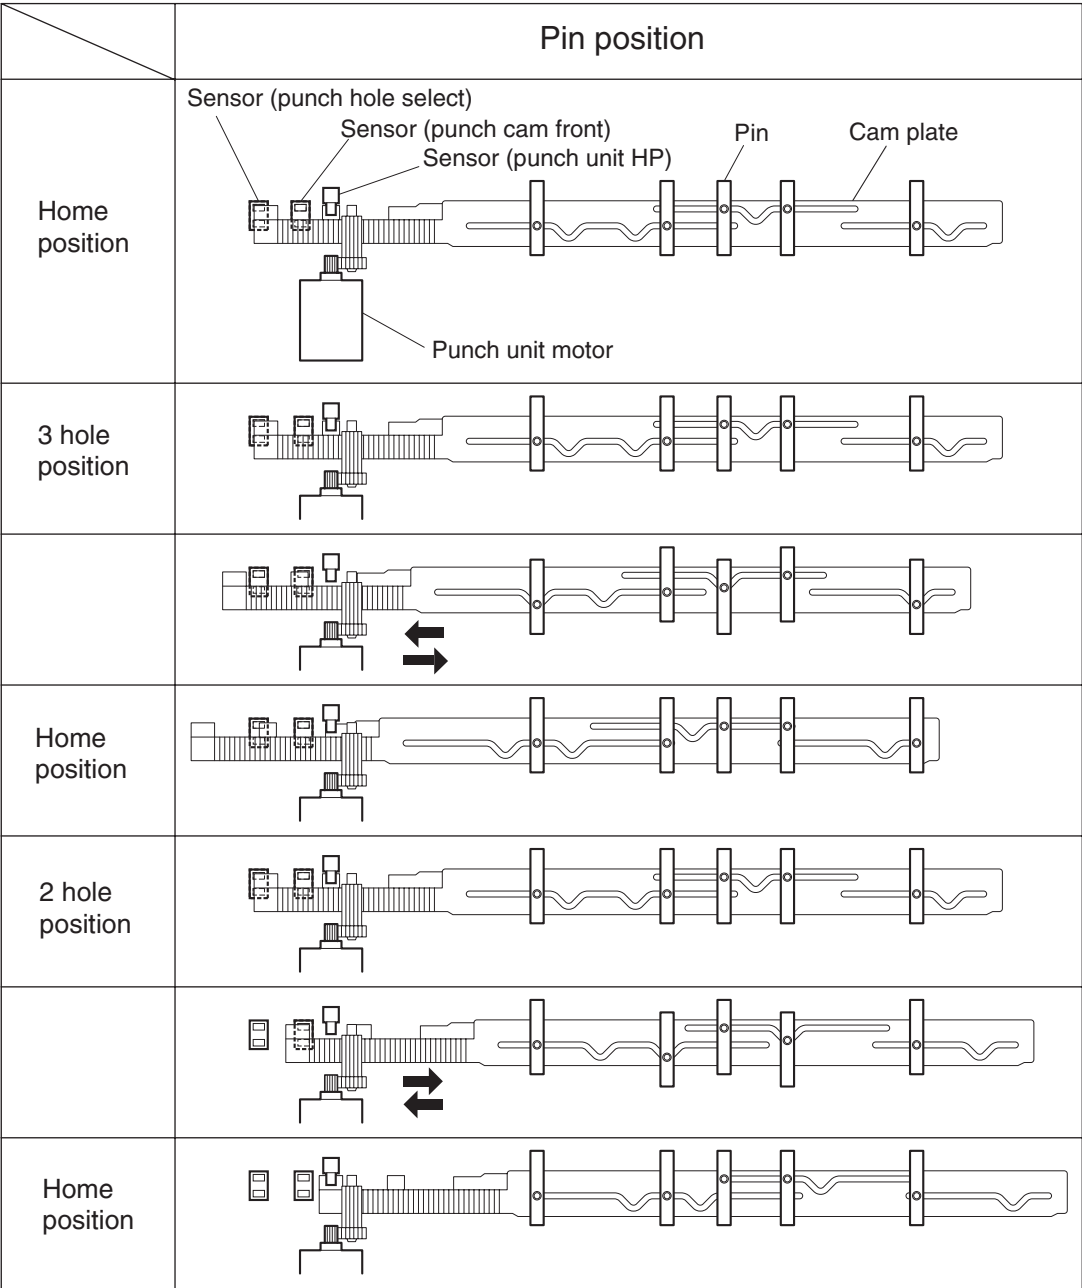 Pin position
Sensor (punch hole select)
Sensor (punch cam front)
Sensor (punch unit HP)
Pin
Cam plate
Home
position
Punch unit motor
3 hole
position
Home
position
2 hole
position
Home
position